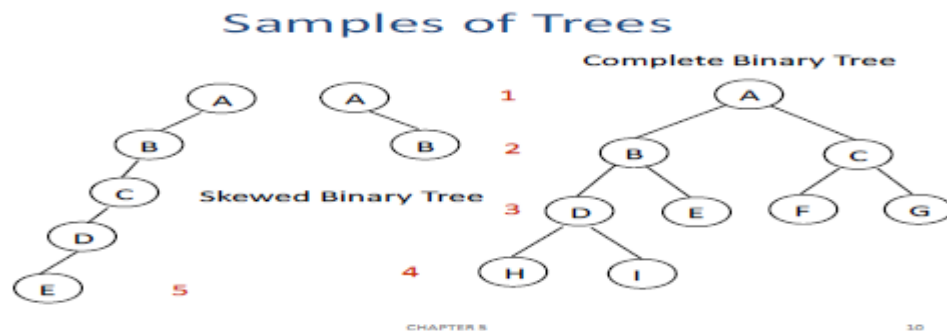 Samples of Trees
Complete Binary Tree
A A 1 A
B B 2 B C
C Skewed Binary Tree 3 D E F G
D
E 5 4 H I
CHAPTER 5 10